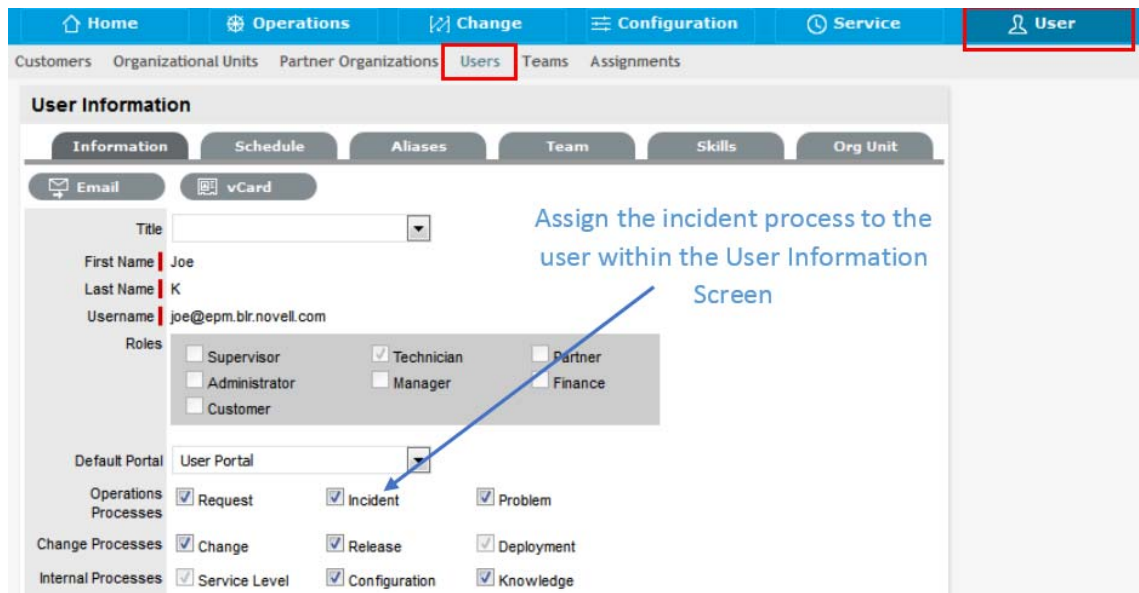 Home Operations Change Configuration Service User
Customers Organizational Units Partner Organizations Users Teams Assignments
User Information
Information Schedule Aliases Team Skills Org Unit
Email vCard
Title
First Name Joe
Last Name K
Username joe@epm.blr.novell.com
Roles
Supervisor Technician Partner
Administrator Manager Finance
Customer
Assign the incident process to the
user within the User Information
Screen
Default Portal User Portal
Operations
Processes
Request Incident Problem
Change Processes Change Release Deployment
Internal Processes Service Level Configuration Knowledge